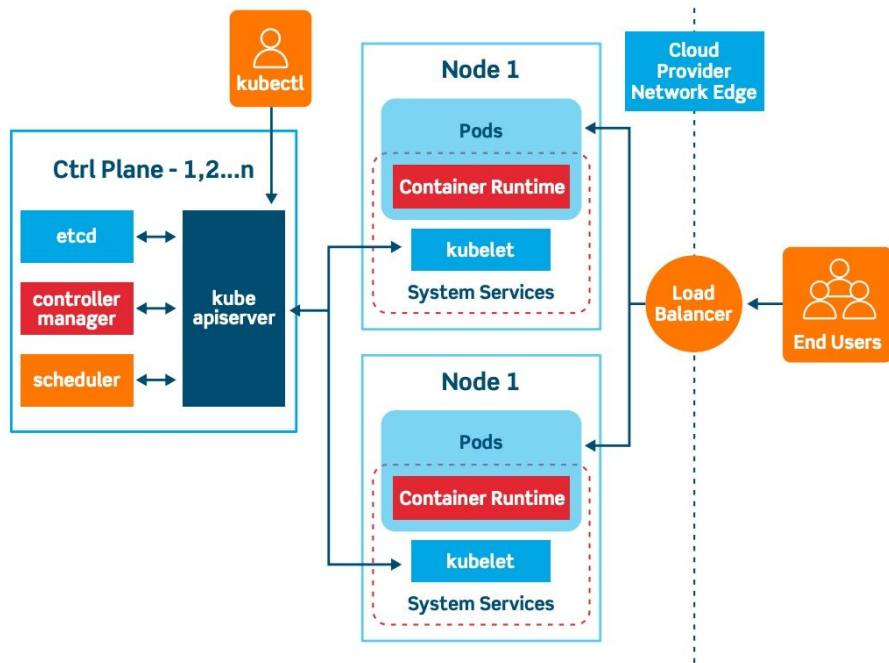 kubectl
Ctrl Plane - 1,2...n
etcd
controller
manager
scheduler
kube
apiserver
Node 1
Pods
Container Runtime
kubelet
System Services
Node 1
Pods
Container Runtime
kubelet
System Services
Cloud
Provider
Network Edge
Load
Balancer
End Users